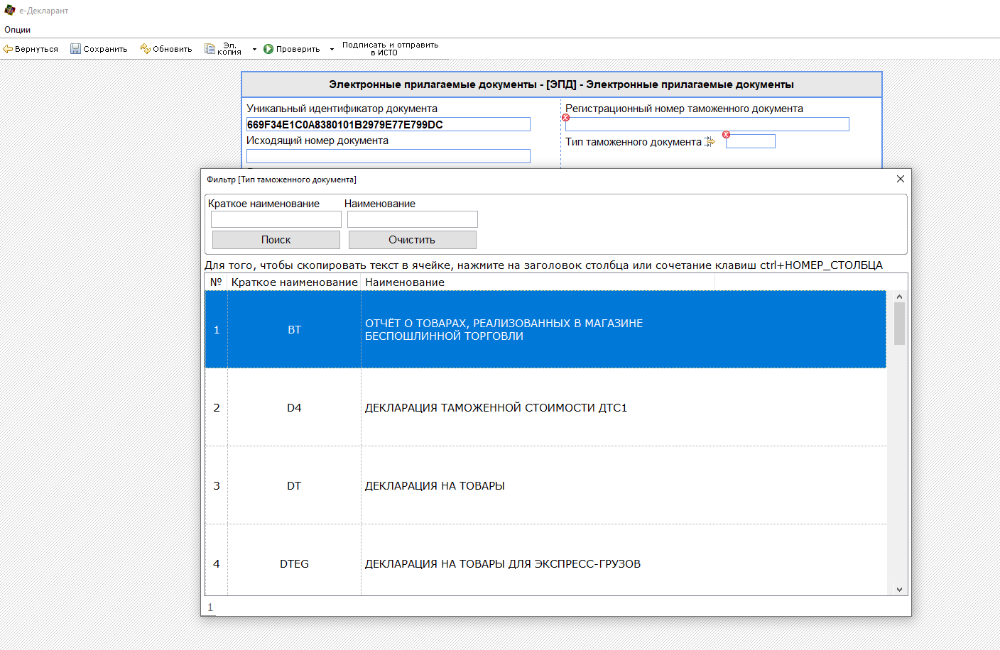 е-Декларант
Опции
Вернуться Сохранить Обновить Эл. копия Проверить Подписать и отправить в ИСТО
Электронные прилагаемые документы - [ЭПД] - Электронные прилагаемые документы
Уникальный идентификатор документа
669F34E1C0A8380101B2979E77E799DC
Исходящий номер документа
Регистрационный номер таможенного документа
Тип таможенного документа
Фильтр [Тип таможенного документа]
Краткое наименование Наименование
Поиск Очистить
Для того, чтобы скопировать текст в ячейке, нажмите на заголовок столбца или сочетание клавиш ctrl+НОМЕР_СТОЛБЦА
№ Краткое наименование Наименование
1 BT ОТЧЁТ О ТОВАРАХ, РЕАЛИЗОВАННЫХ В МАГАЗИНЕ
БЕСПОШЛИННОЙ ТОРГОВЛИ
2 D4 ДЕКЛАРАЦИЯ ТАМОЖЕННОЙ СТОИМОСТИ ДТС1
3 DT ДЕКЛАРАЦИЯ НА ТОВАРЫ
4 DTEG ДЕКЛАРАЦИЯ НА ТОВАРЫ ДЛЯ ЭКСПРЕСС-ГРУЗОВ
1